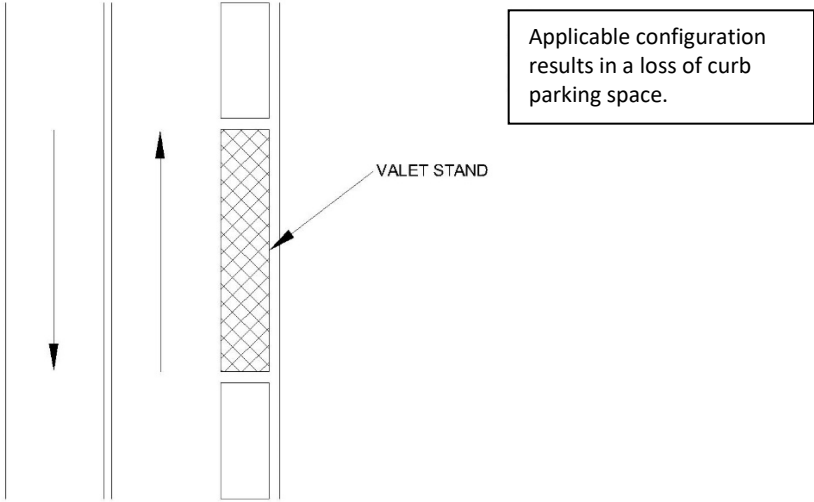 Applicable configuration
results in a loss of curb
parking space.
VALET STAND